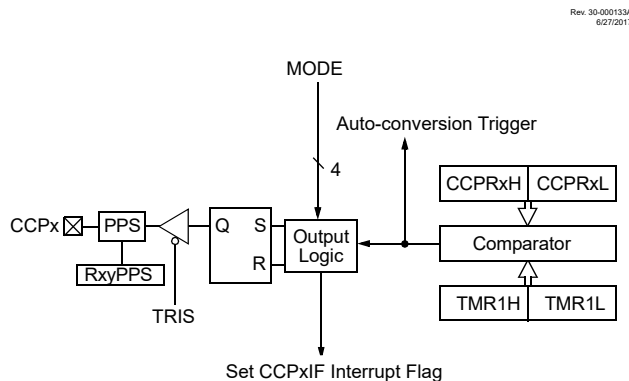 Rev. 30-000133A
6/27/201
MODE
Auto-conversion Trigger
4
CCPRxH CCPRxL
CCPx PPS Q S Output Logic Comparator
R
RxyPPS
TMR1H TMR1L
TRIS
Set CCPxIF Interrupt Flag